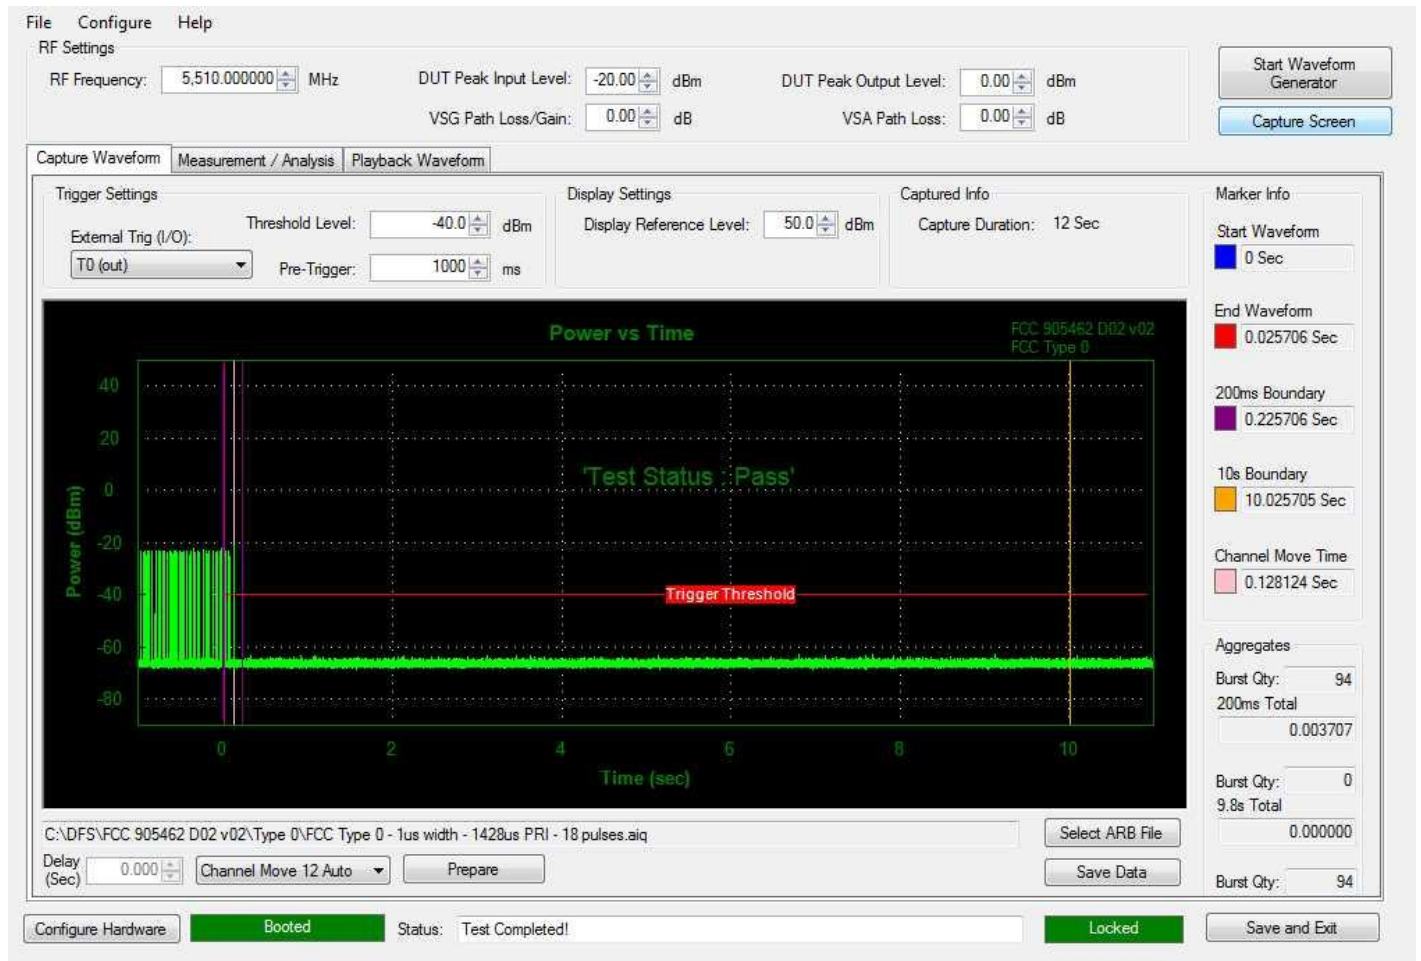 File Configure Help
RF Settings
RF Frequency: 5,510.000000 MHz DUT Peak Input Level: -20.00 dBm DUT Peak Output Level: 0.00 dBm
VSG Path Loss/Gain: 0.00 dB VSA Path Loss: 0.00 dB
Start Waveform
Generator
Capture Screen
Capture Waveform Measurement / Analysis Playback Waveform
Trigger Settings
External Trig (I/O):
T0 (out)
Threshold Level: -40.0 dBm
Pre-Trigger: 1000 ms
Display Settings
Display Reference Level: 50.0 dBm
Captured Info
Capture Duration: 12 Sec
Marker Info
Start Waveform
0 Sec
End Waveform
0.025706 Sec
200ms Boundary
0.225706 Sec
10s Boundary
10.025705 Sec
Channel Move Time
0.128124 Sec
Power vs Time
FCC 905462 D02 v02
FCC Type 0
40
20
0
-20
-40
-60
-80
Power (dBm)
'Test Status : Pass'
Trigger Threshold
0 2 4 6 8 10
Time (sec)
Aggregates
Burst Qty: 94
200ms Total
0.003707
Burst Qty: 0
9.8s Total
0.000000
Burst Qty: 94
C:\DFS\FCC 905462 D02 v02\Type 0\FCC Type 0 - 1us width - 1428us PRI - 18 pulses.aiq
Select ARB File
Delay
(Sec)
0.000 Channel Move 12 Auto Prepare Save Data
Configure Hardware Booted Status: Test Completed! Locked Save and Exit